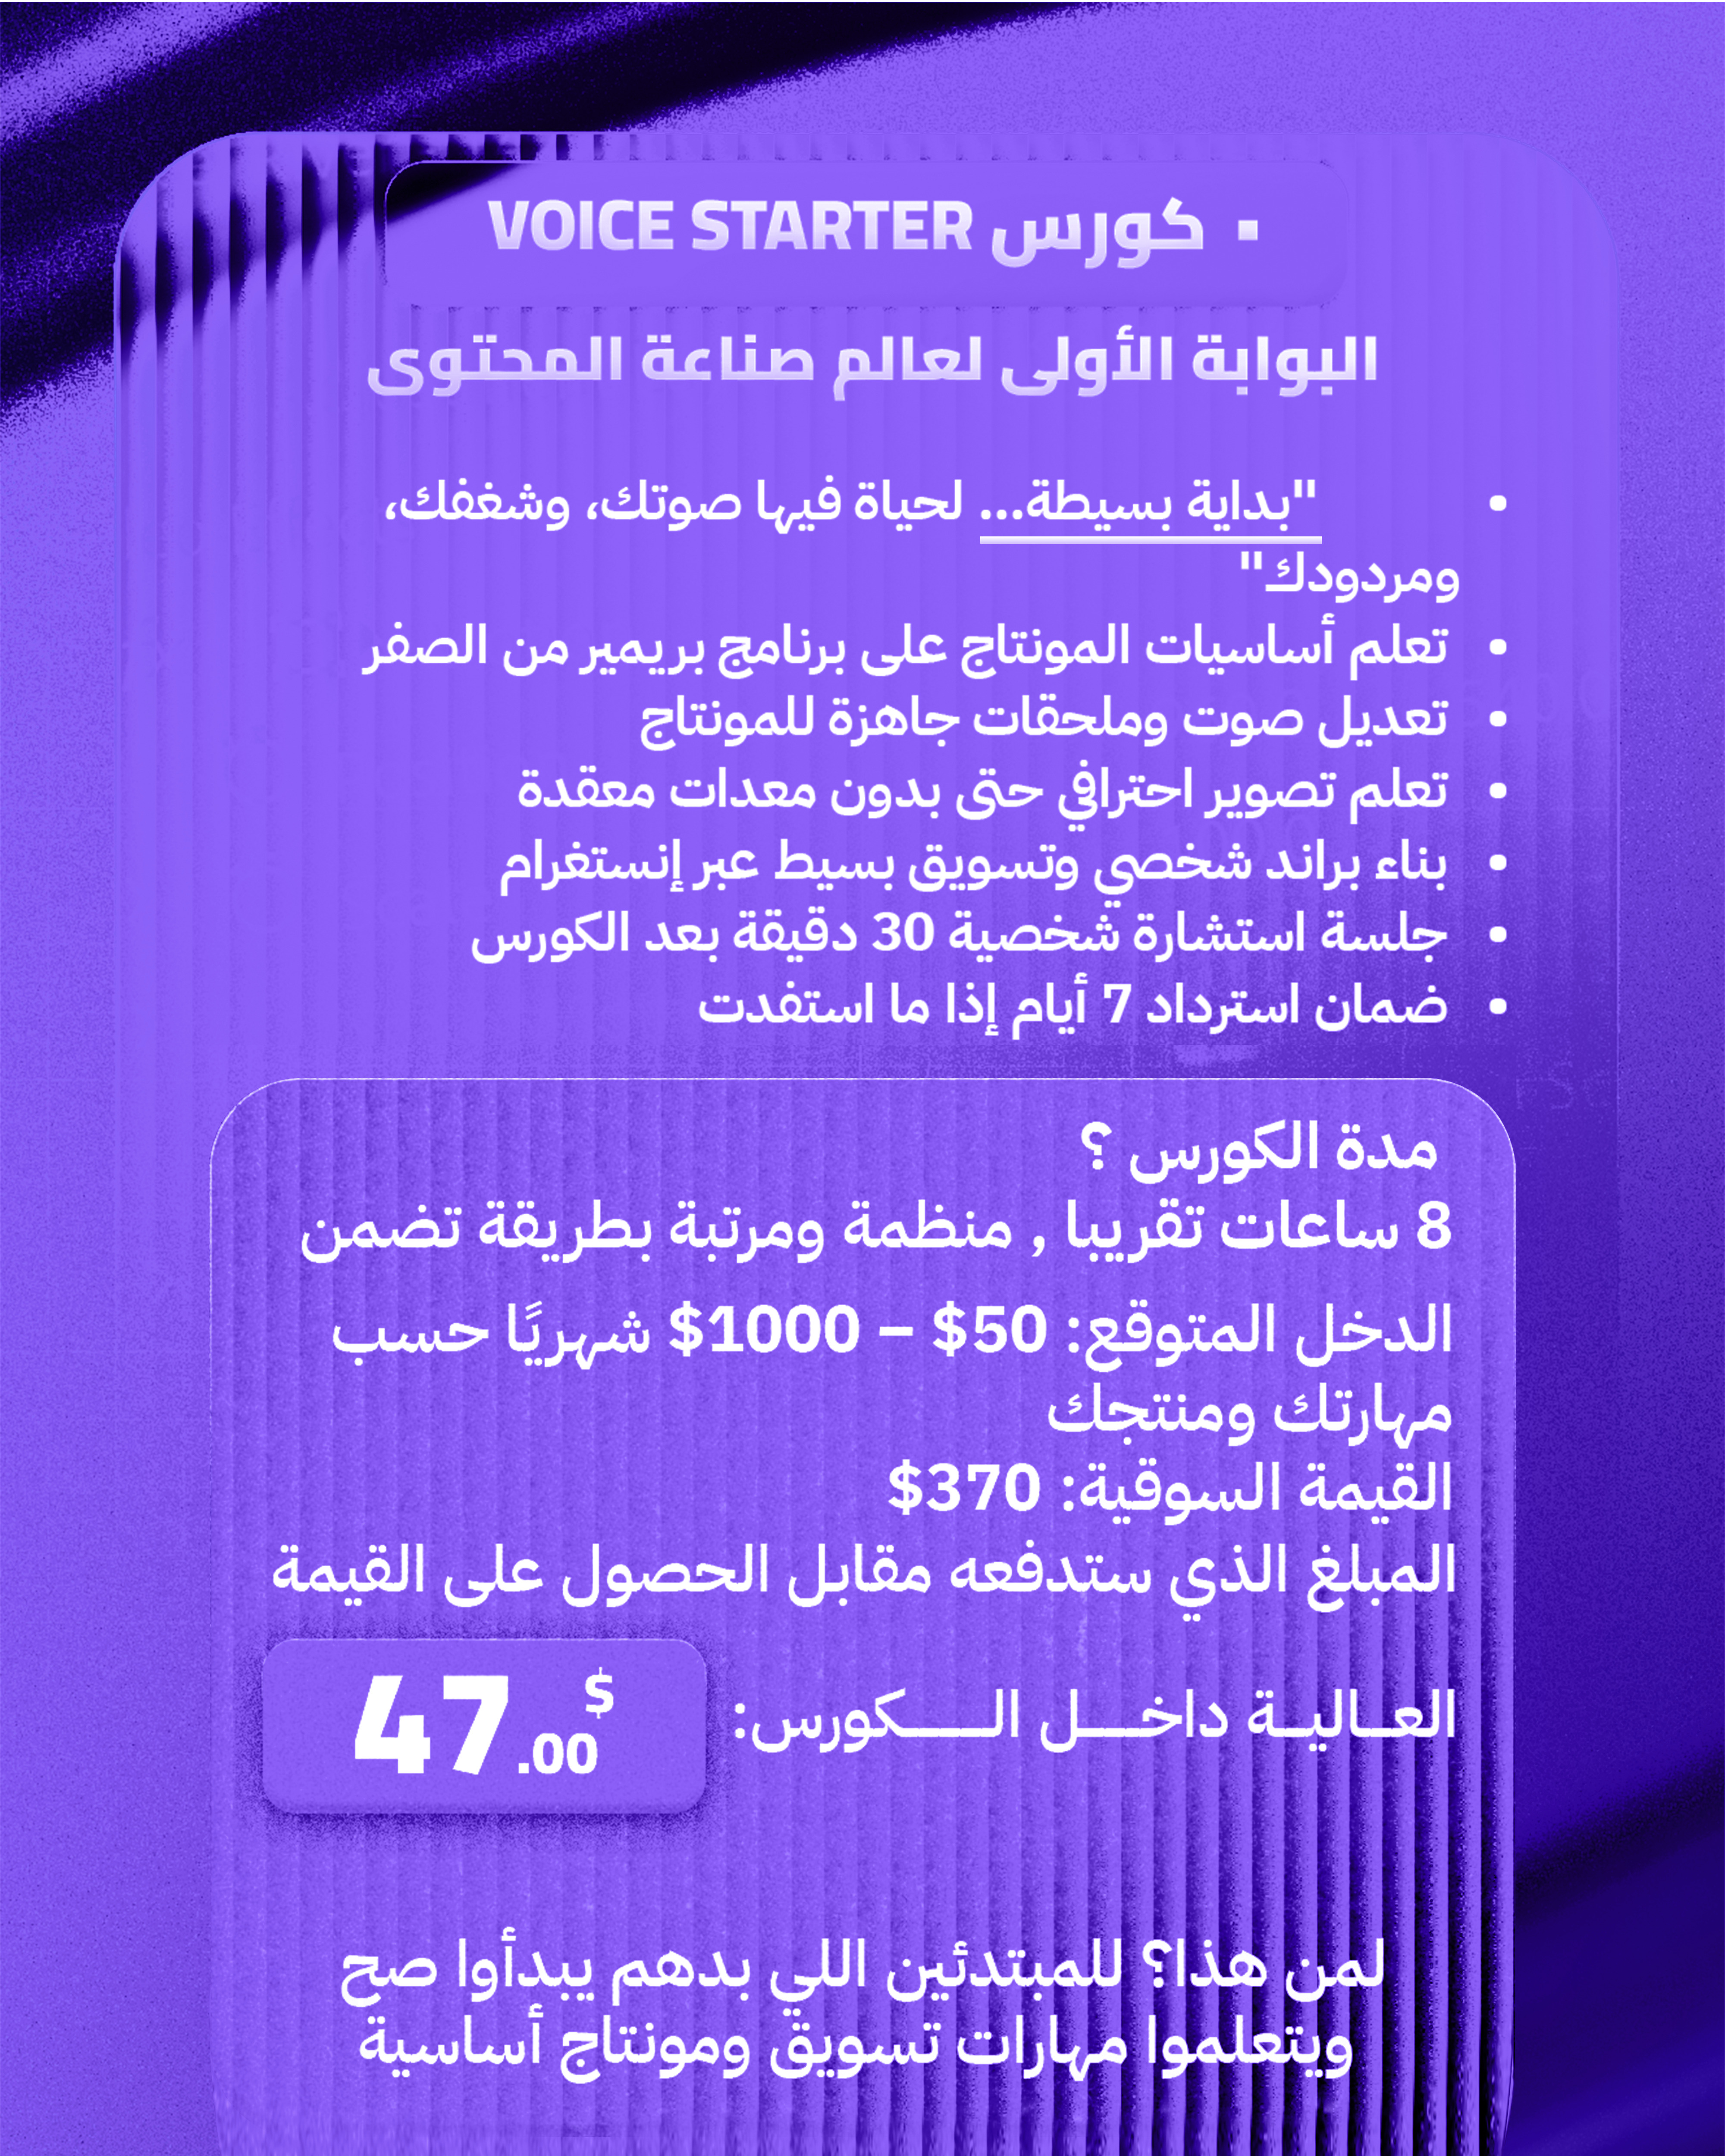 ▪ كورس VOICE STARTER
البوابة الأولى لعالم صناعة المحتوى
• "بداية بسيطة... لحياة فيها صوتك، وشغفك،
ومردودك"
• تعلم أساسيات المونتاج على برنامج بريمير من الصفر
• تعديل صوت وملحقات جاهزة للمونتاج
• تعلم تصوير احترافي حتى بدون معدات معقدة
• بناء براند شخصي وتسويق بسيط عبر إنستغرام
• جلسة استشارة شخصية 30 دقيقة بعد الكورس
• ضمان استرداد 7 أيام إذا ما استفدت
مدة الكورس ؟
8 ساعات تقريبا , منظمة ومرتبة بطريقة تضمن
الدخل المتوقع: 50$ – 1000$ شهريًا حسب
مهارتك ومنتجك
القيمة السوقية: 370$
المبلغ الذي ستدفعه مقابل الحصول على القيمة
العـــاليـــة داخـــــل الـــــــكورس: 47.00$
لمن هذا؟ للمبتدئين اللي بدهم يبدأوا صح
ويتعلموا مهارات تسويق ومونتاج أساسية